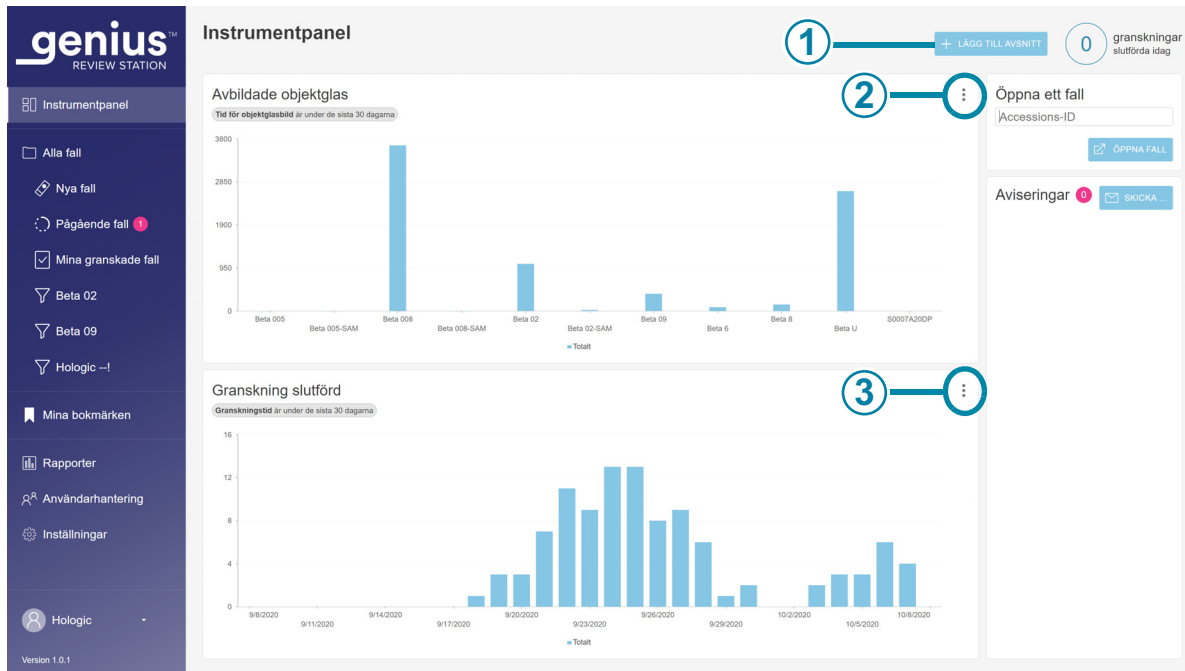 genius™
REVIEW STATION
Instrumentpanel
Alla fall
Nya fall
Pågående fall 1
Mina granskade fall
Beta 02
Beta 09
Hologic --!
Mina bokmärken
Rapporter
Användarhantering
Inställningar
Hologic
Version 1.0.1
Instrumentpanel
1
+ LÄGG TILL AVSNITT
0
granskningar
slutförda idag
Avbildade objektglas
2
Tid för objektglasbild är under de sista 30 dagarna
3800
2850
1900
950
0
Beta 005
Beta 005-SAM
Beta 008
Beta 008-SAM
Beta 02
Beta 02-SAM
Beta 09
Beta 6
Beta 8
Beta U
S0007A20DP
Totalt
Granskning slutförd
3
Granskningstid är under de sista 30 dagarna
16
12
8
4
0
9/8/2020
9/11/2020
9/14/2020
9/17/2020
9/20/2020
9/23/2020
9/26/2020
9/29/2020
10/2/2020
10/5/2020
10/8/2020
Totalt
Öppna ett fall
Accessions-ID
ÖPPNA FALL
Aviseringar 0
SKICKA ...